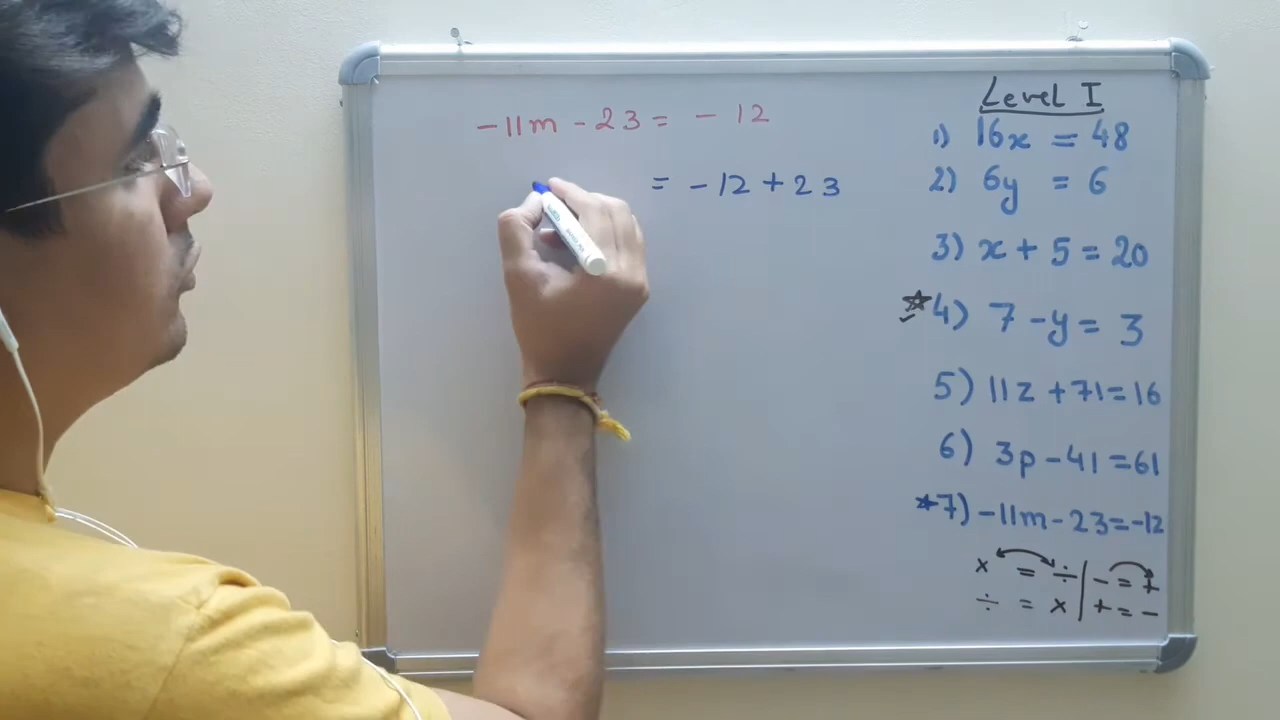 -11m - 23 = - 12
= -12 + 23
Level I
1) 16x = 48
2) 6y = 6
3) x + 5 = 20
4) 7 - y = 3
5) 11z + 71 = 16
6) 3p - 41 = 61
7) -11m - 23 = -12
× = ÷ | - = +
÷ = × | + = -